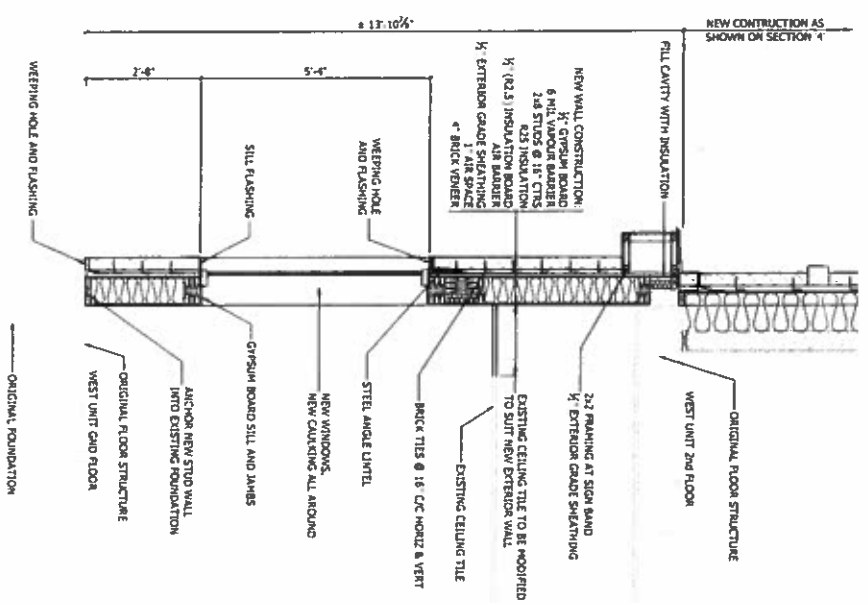 ± 13'-10⅞"
NEW CONTRUCTION AS
SHOWN ON SECTION '4'
2'-8"
5'-4"
FILL CAVITY WITH INSULATION
NEW WALL CONSTRUCTION:
½" GYPSUM BOARD
6 MIL VAPOUR BARRIER
2x8 STUDS @ 16" CTRS
R25 INSULATION
½" (R2.5) INSULATION BOARD
AIR BARRIER
½" EXTERIOR GRADE SHEATHING
1" AIR SPACE
4" BRICK VENEER
WEEPING HOLE
AND FLASHING
SILL FLASHING
WEEPING HOLE AND FLASHING
ORIGINAL FLOOR STRUCTURE
WEST UNIT 2nd FLOOR
2x2 FRAMING AT SIGN BAND
½" EXTERIOR GRADE SHEATHING
EXISTING CEILING TILE TO BE MODIFIED
TO SUIT NEW EXTERIOR WALL
EXISTING CEILING TILE
BRICK TIES @ 16" C/C HORIZ & VERT
STEEL ANGLE LINTEL
NEW WINDOWS,
NEW CAULKING ALL AROUND
GYPSUM BOARD SILL AND JAMBS
ANCHOR NEW STUD WALL
INTO EXISTING FOUNDATION
ORIGINAL FLOOR STRUCTURE
WEST UNIT GND FLOOR
ORIGINAL FOUNDATION